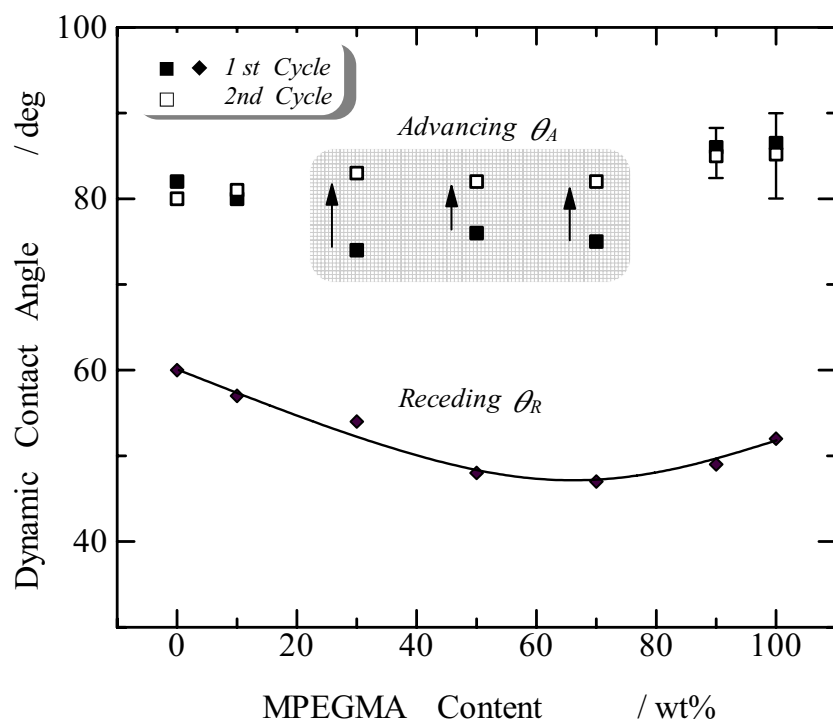 100
80
60
40
1 st Cycle
2nd Cycle
Advancing θA
Receding θR
Dynamic Contact Angle / deg
0 20 40 60 80 100
MPEGMA Content / wt%